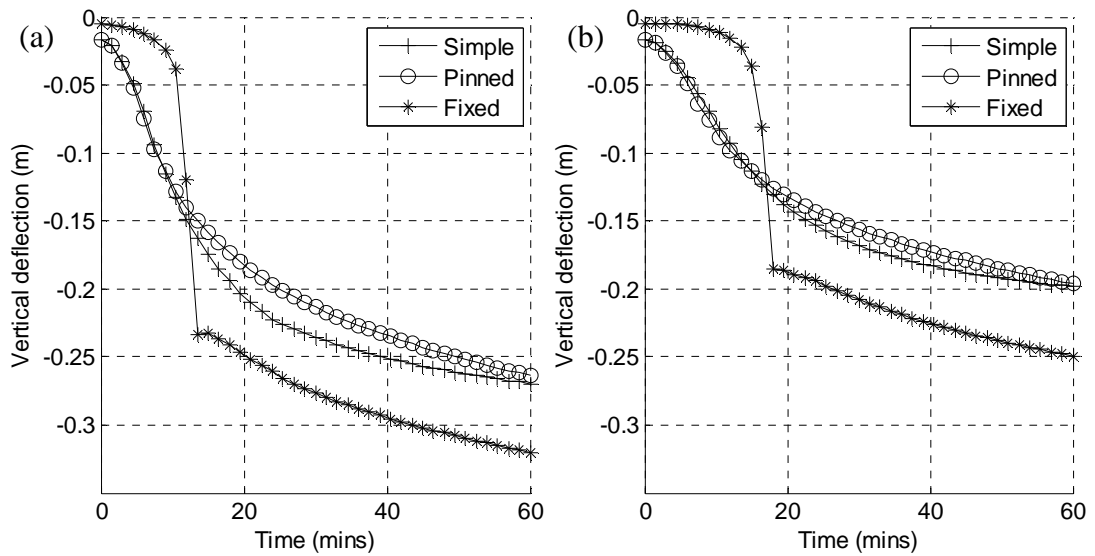 (a)
Simple
Pinned
Fixed
0
-0.05
-0.1
-0.15
-0.2
-0.25
-0.3
Vertical deflection (m)
0 20 40 60
Time (mins)
(b)
Simple
Pinned
Fixed
0
-0.05
-0.1
-0.15
-0.2
-0.25
-0.3
Vertical deflection (m)
0 20 40 60
Time (mins)